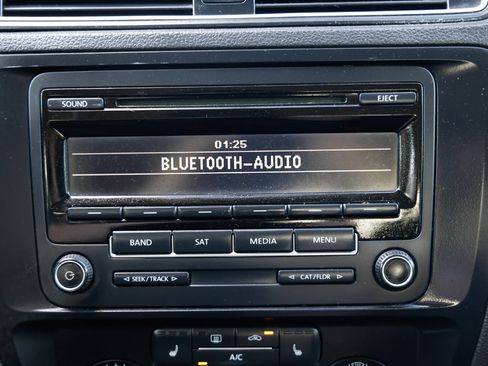 SOUND
EJECT
01:25
BLUETOOTH-AUDIO
BAND SAT MEDIA MENU
◁ SEEK/TRACK ▷
◁ CAT/FLDR ▷
A/C